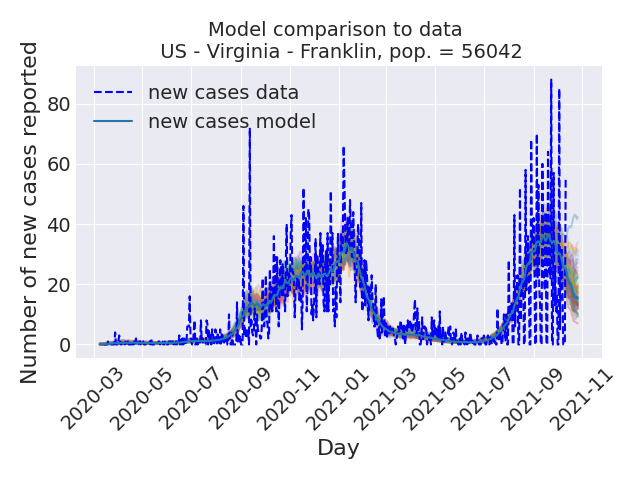 Model comparison to data
US - Virginia - Franklin, pop. = 56042
Number of new cases reported
80
60
40
20
0
new cases data
new cases model
2020-03
2020-05
2020-07
2020-09
2020-11
2021-01
2021-03
2021-05
2021-07
2021-09
2021-11
Day